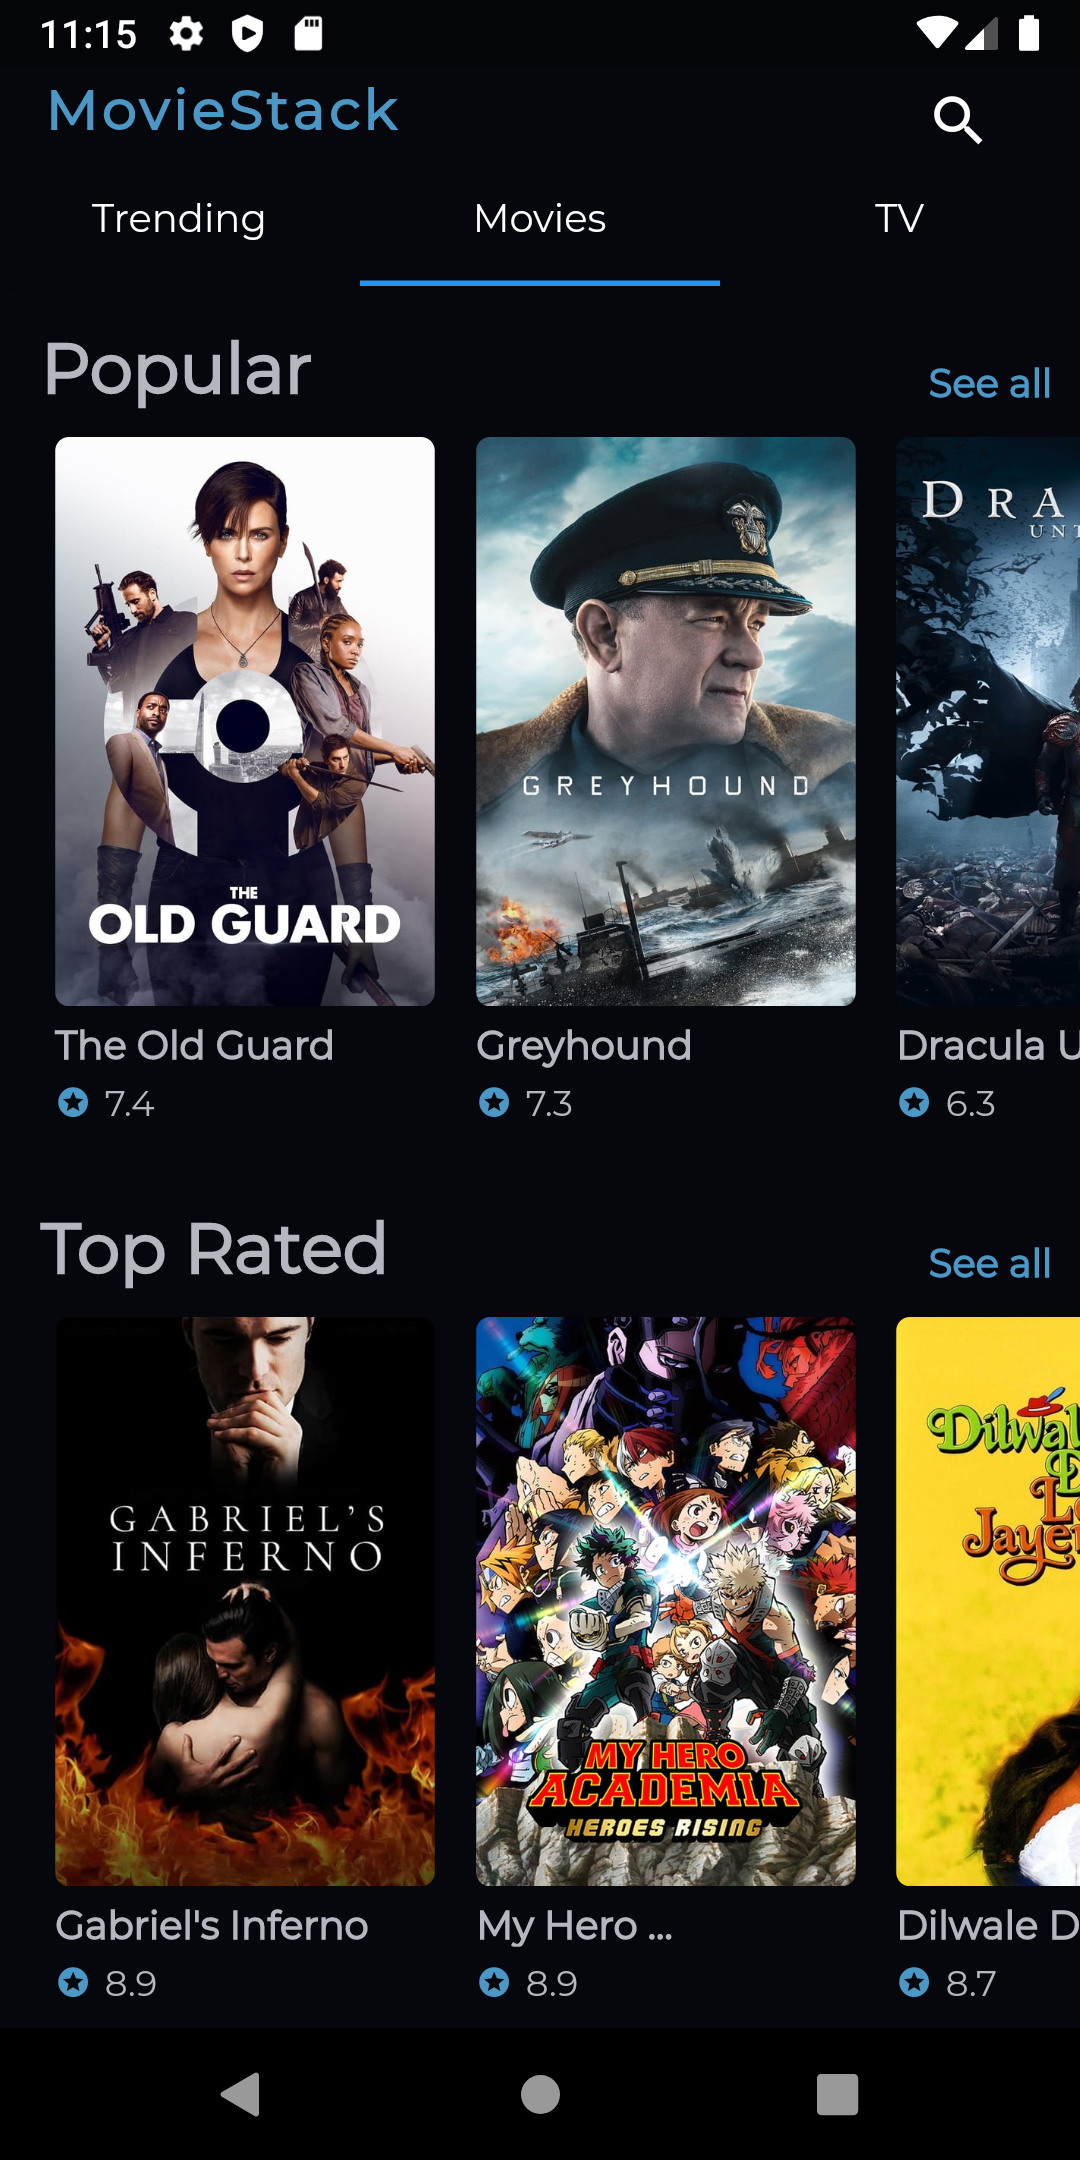 11:15
MovieStack
Trending
Movies
TV
Popular
See all
THE
OLD GUARD
GREYHOUND
DRA
UNT
The Old Guard
Greyhound
Dracula U
7.4
7.3
6.3
Top Rated
See all
GABRIEL'S
INFERNO
MY HERO
ACADEMIA
HEROES RISING
Dilwal
D
L
Jaye
Gabriel's Inferno
My Hero ...
Dilwale D
8.9
8.9
8.7